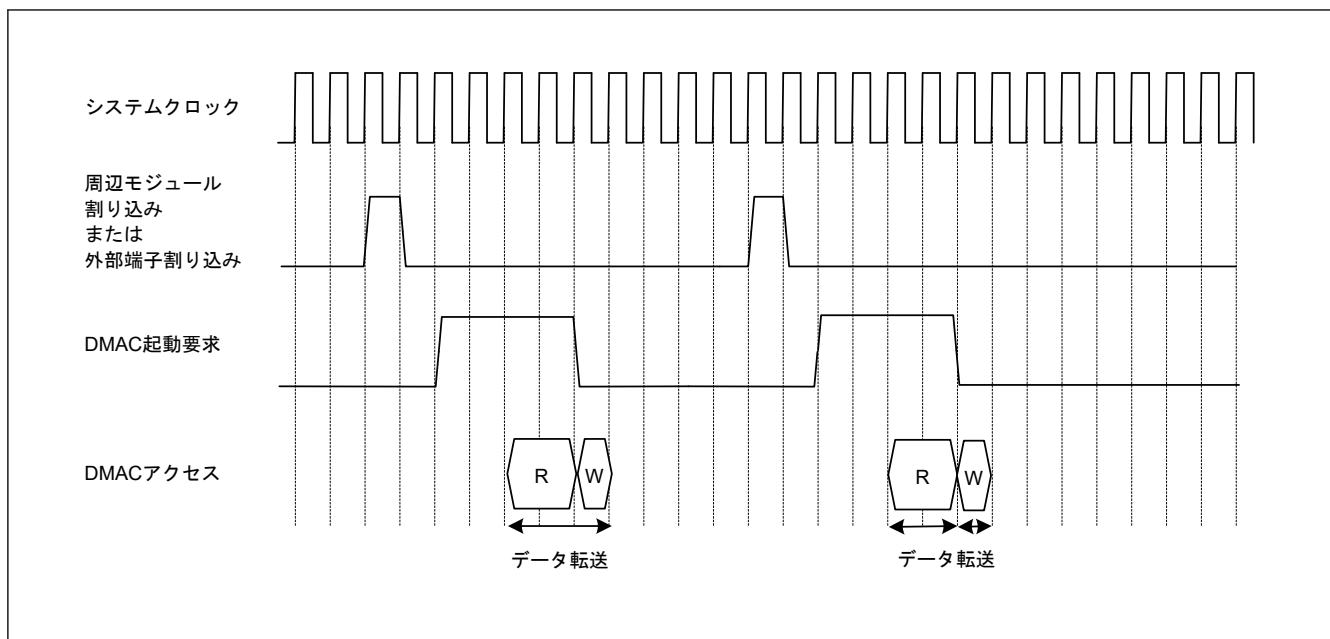 システムクロック
周辺モジュール
割り込み
または
外部端子割り込み
DMAC起動要求
DMACアクセス
R
W
R
W
データ転送
データ転送